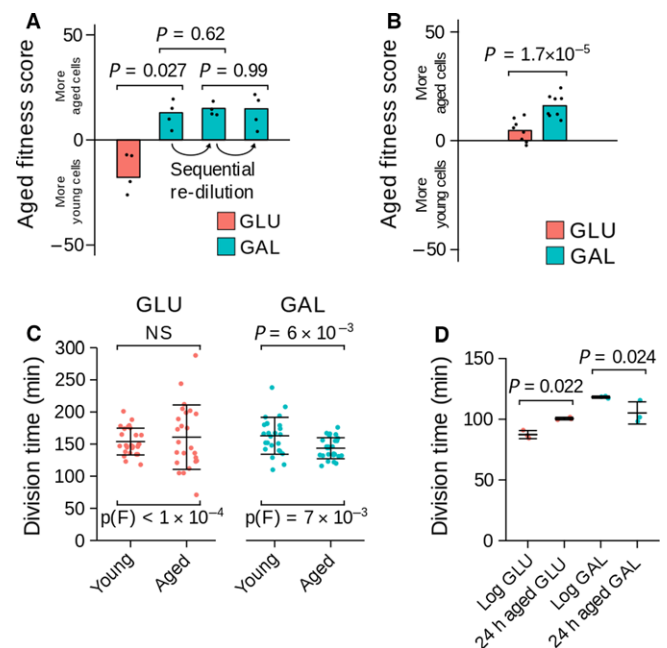 A
Aged fitness score
More
aged cells
More
young cells
50
0
−50
P = 0.62
P = 0.027
P = 0.99
Sequential
re-dilution
GLU
GAL
B
Aged fitness score
More
aged cells
More
young cells
50
0
−50
P = 1.7×10⁻⁵
GLU
GAL
C
GLU
GAL
Division time (min)
300
250
200
150
100
50
0
NS
P = 6 × 10⁻³
p(F) < 1 × 10⁻⁴
p(F) = 7 × 10⁻³
Young
Aged
Young
Aged
D
Division time (min)
150
100
50
0
P = 0.022
P = 0.024
Log GLU
24 h aged GLU
Log GAL
24 h aged GAL